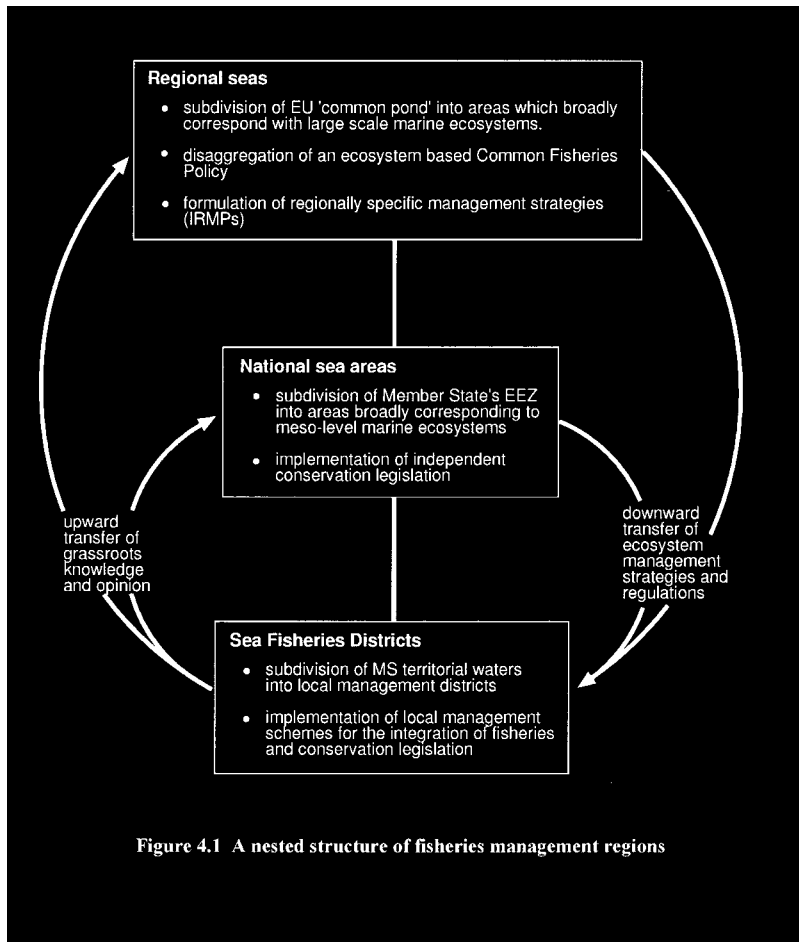 Regional seas
• subdivision of EU 'common pond' into areas which broadly
correspond with large scale marine ecosystems.
• disaggregation of an ecosystem based Common Fisheries
Policy
• formulation of regionally specific management strategies
(IRMPs)
National sea areas
• subdivision of Member State's EEZ
into areas broadly corresponding to
meso-level marine ecosystems
• implementation of independent
conservation legislation
upward
transfer of
grassroots
knowledge
and opinion
downward
transfer of
ecosystem
management
strategies and
regulations
Sea Fisheries Districts
• subdivision of MS territorial waters
into local management districts
• implementation of local management
schemes for the integration of fisheries
and conservation legislation
Figure 4.1 A nested structure of fisheries management regions